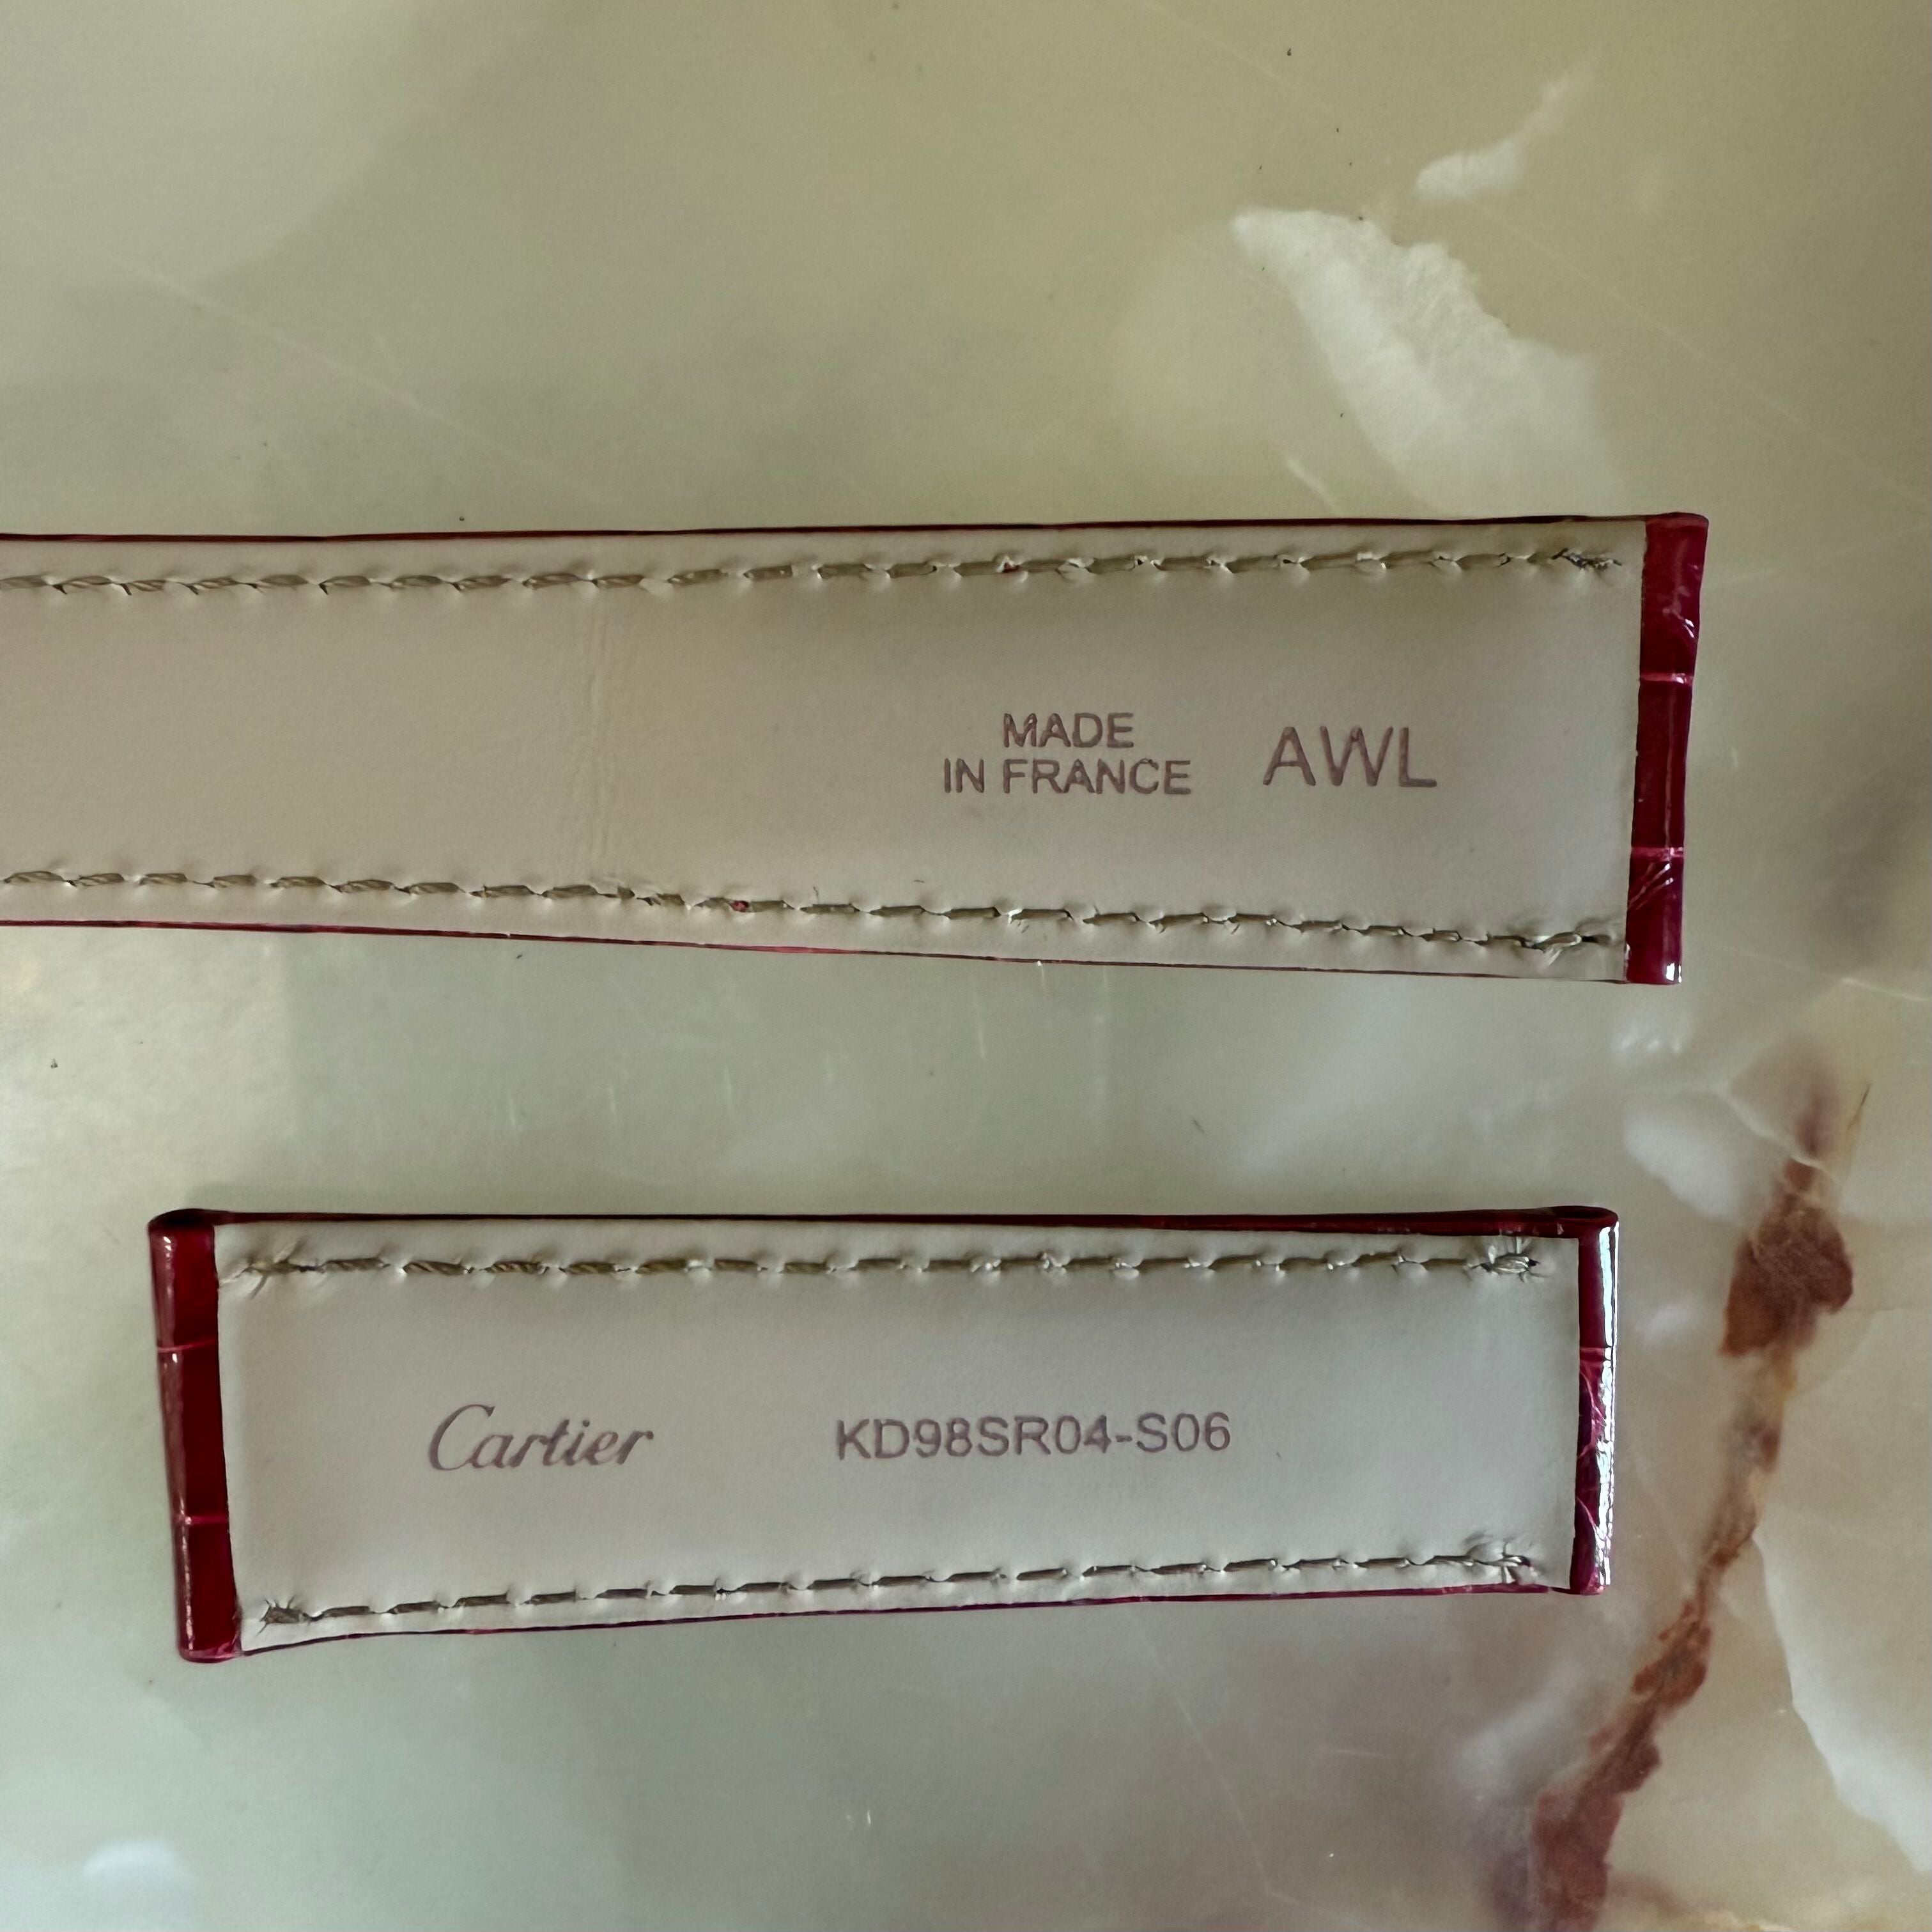 MADE
IN FRANCE
AWL
Cartier
KD98SR04-S06